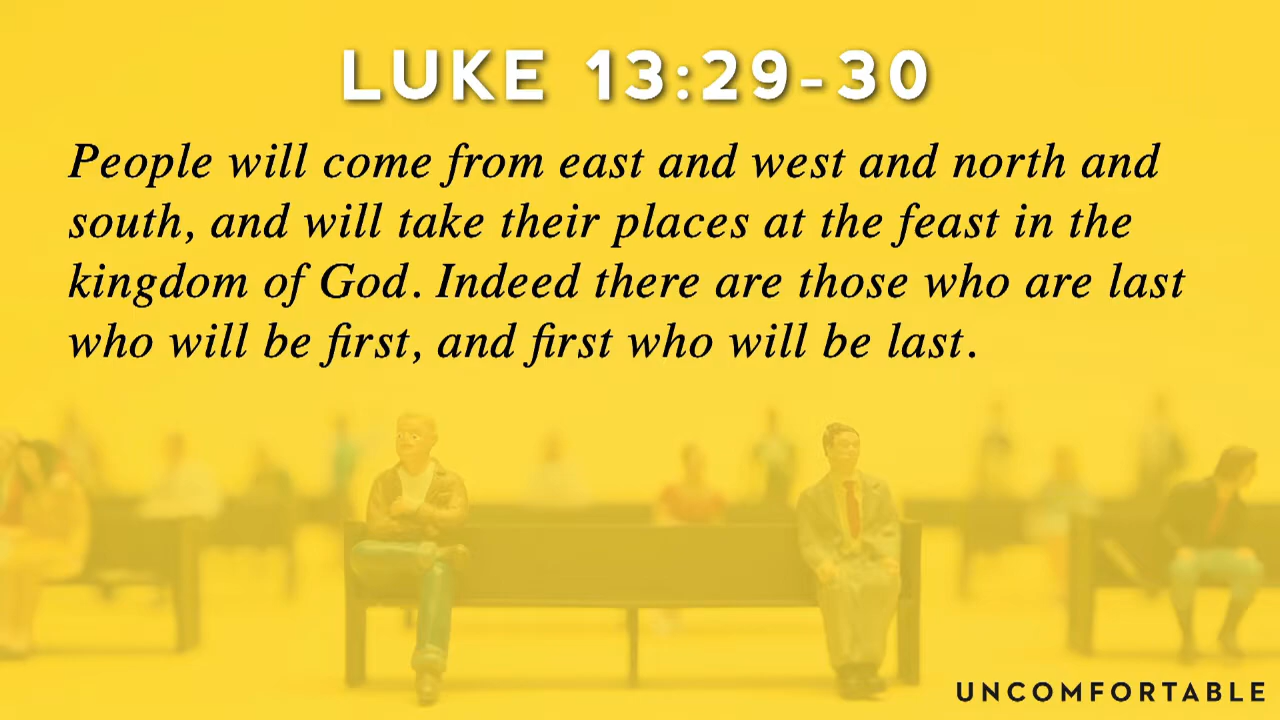 LUKE 13:29-30
People will come from east and west and north and
south, and will take their places at the feast in the
kingdom of God. Indeed there are those who are last
who will be first, and first who will be last.
UNCOMFORTABLE